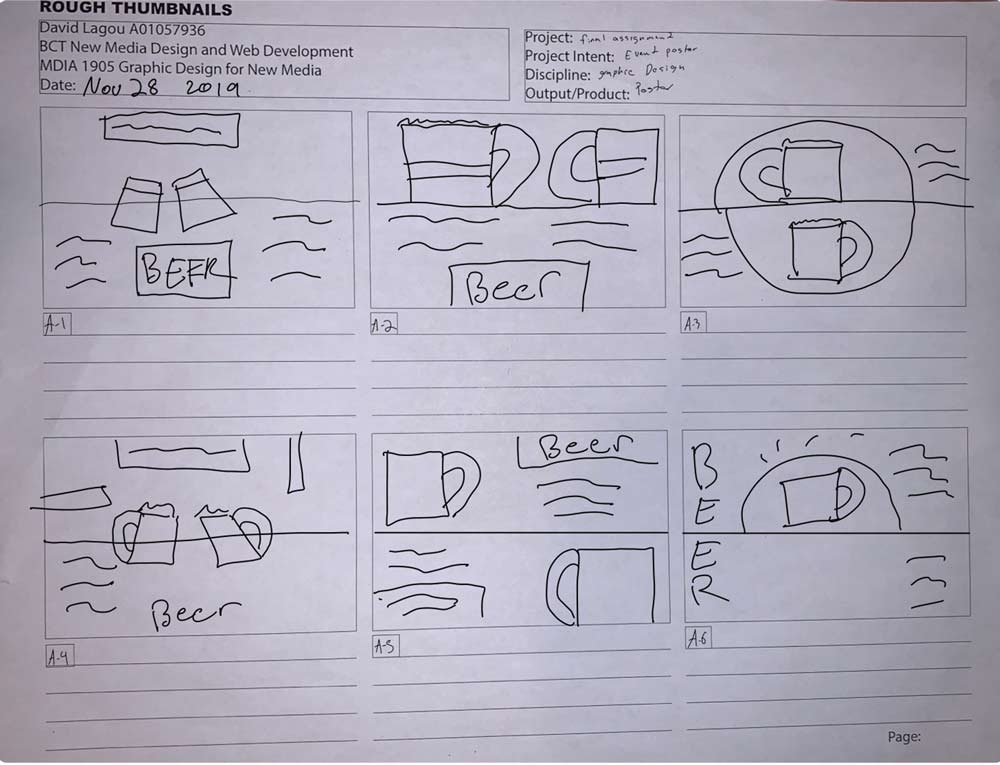 ROUGH THUMBNAILS
David Lagou A01057936
BCT New Media Design and Web Development
MDIA 1905 Graphic Design for New Media
Date: Nov 28 2019
Project: final assignment
Project Intent: Event poster
Discipline: graphic Design
Output/Product: Poster
BEER
Beer
A-1
A-2
A-3
Beer
Beer
B
E
E
R
A-4
A-5
A-6
Page: